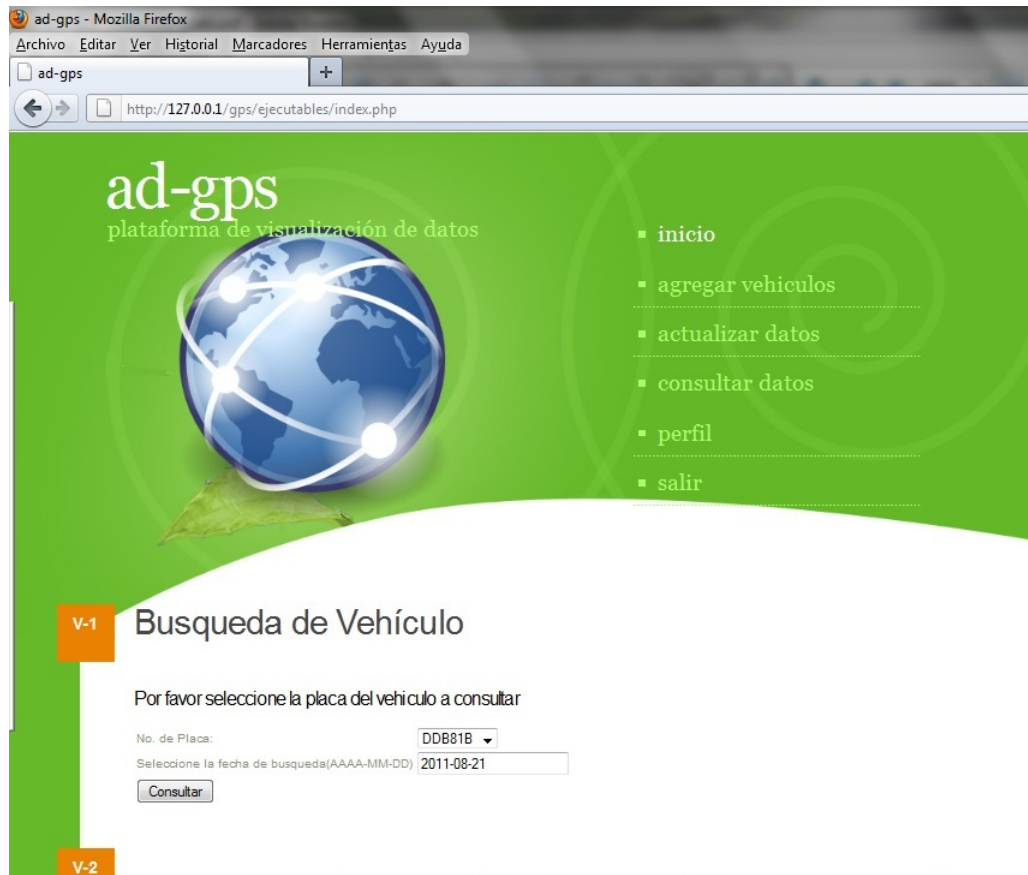 ad-gps - Mozilla Firefox
Archivo Editar Ver Historial Marcadores Herramientas Ayuda
ad-gps
http://127.0.0.1/gps/ejecutables/index.php
ad-gps
plataforma de visualización de datos
inicio
agregar vehiculos
actualizar datos
consultar datos
perfil
salir
V-1
Busqueda de Vehículo
Por favor seleccione la placa del vehiculo a consultar
No. de Placa: DDB81B
Seleccione la fecha de busqueda(AAAA-MM-DD) 2011-08-21
Consultar
V-2